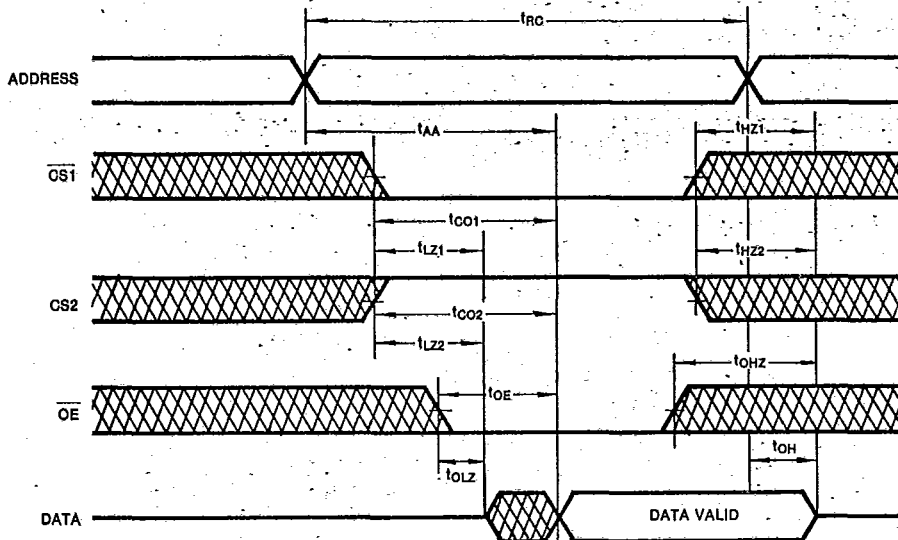 tRC
ADDRESS
tAA
tHZ1
CS1
tCO1
tLZ1
tHZ2
CS2
tCO2
tLZ2
tOHZ
tOE
OE
tOLZ
tOH
DATA
DATA VALID